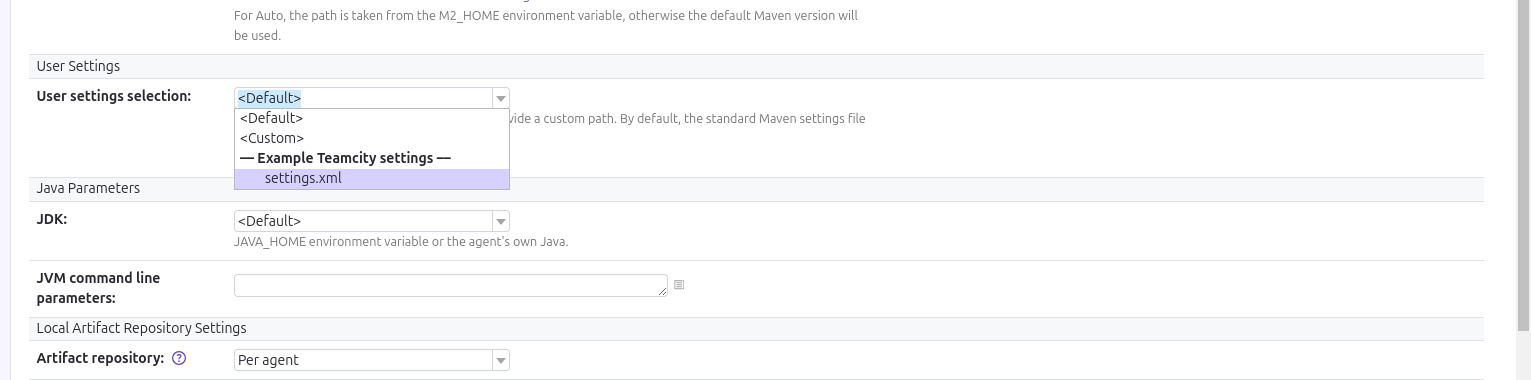 For Auto, the path is taken from the M2_HOME environment variable, otherwise the default Maven version will
be used.
User Settings
User settings selection:
<Default>
<Default>
vide a custom path. By default, the standard Maven settings file
<Custom>
— Example Teamcity settings —
settings.xml
Java Parameters
JDK:
<Default>
JAVA_HOME environment variable or the agent's own Java.
JVM command line
parameters:
Local Artifact Repository Settings
Artifact repository: ?
Per agent